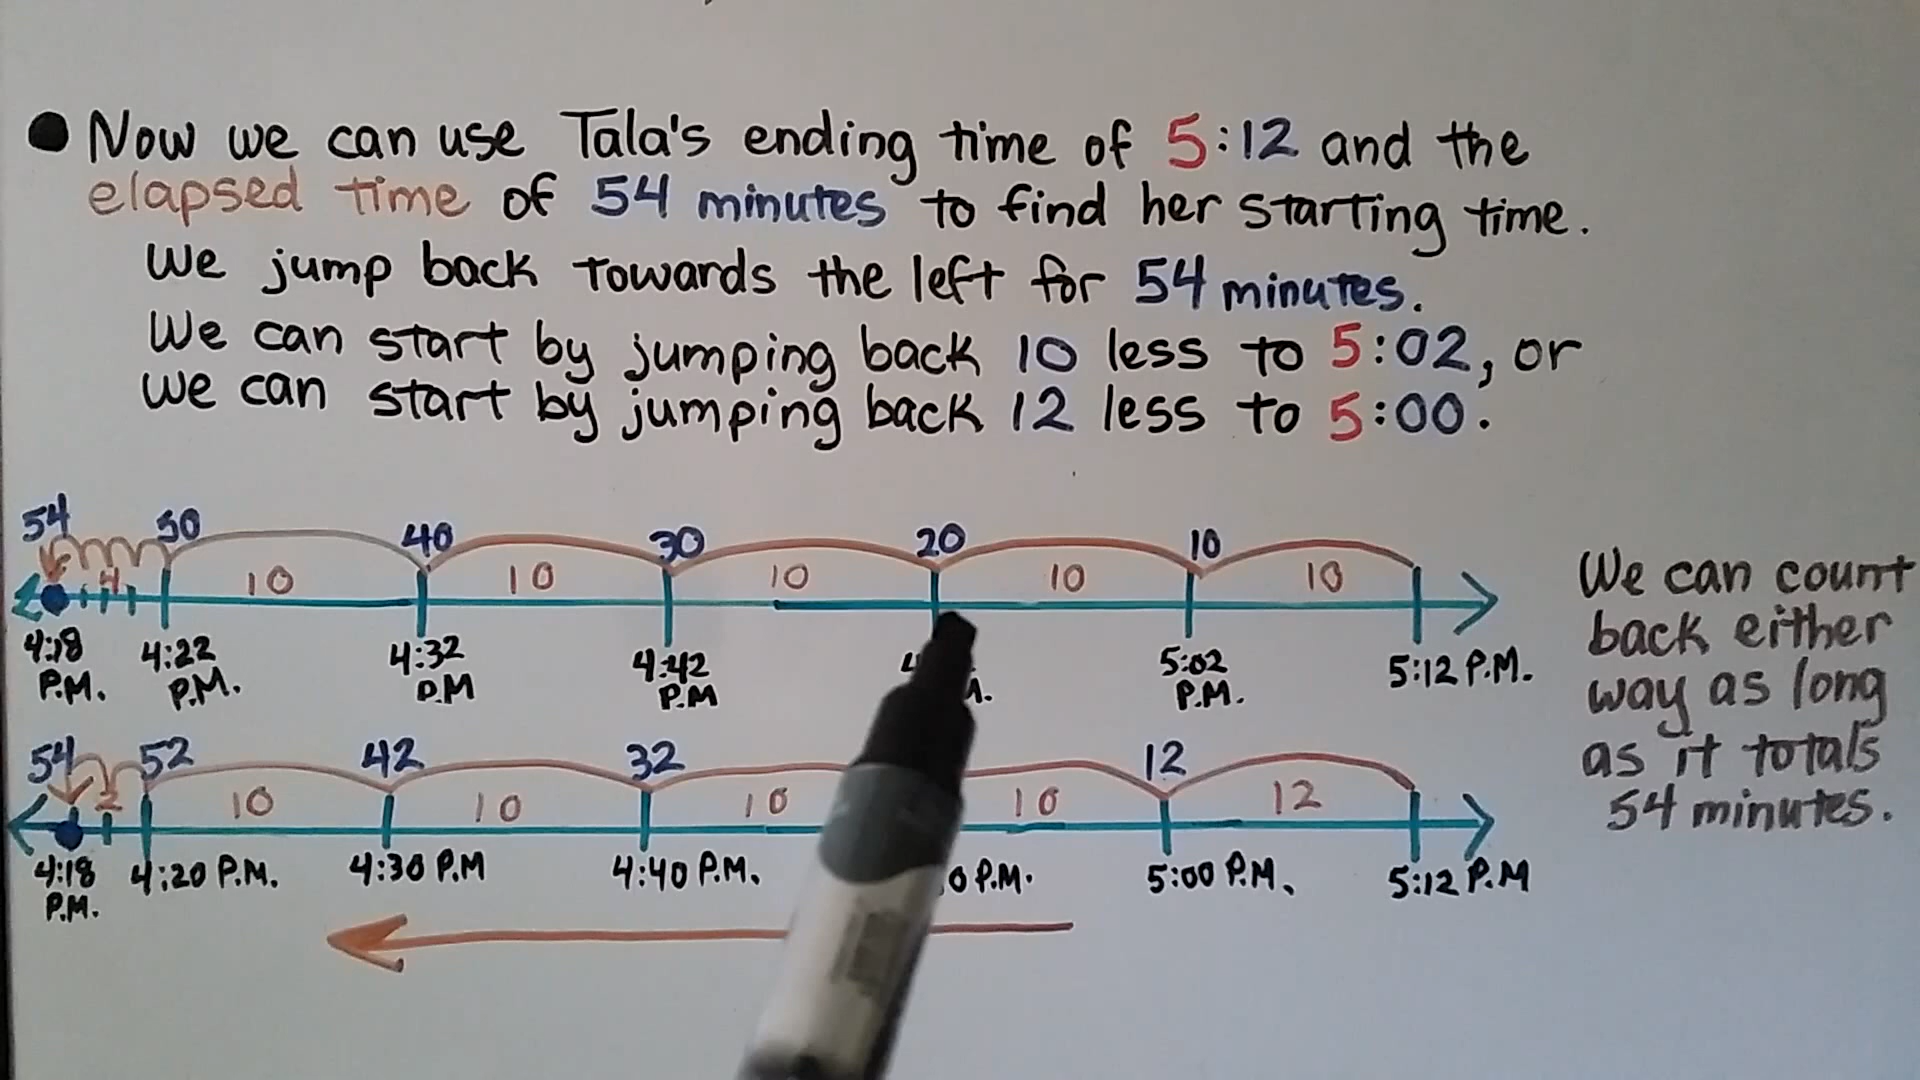 Now we can use Tala's ending time of 5:12 and the
elapsed time of 54 minutes to find her starting time.
We jump back towards the left for 54 minutes.
We can start by jumping back 10 less to 5:02, or
we can start by jumping back 12 less to 5:00.
54 50 40 30 20 10
4 10 10 10 10 10
4:18 P.M. 4:22 P.M. 4:32 P.M 4:42 P.M 5:02 P.M. 5:12 P.M.
54 52 42 32 12
2 10 10 10 10 12
4:18 P.M. 4:20 P.M. 4:30 P.M 4:40 P.M. 0 P.M. 5:00 P.M. 5:12 P.M
We can count
back either
way as long
as it totals
54 minutes.